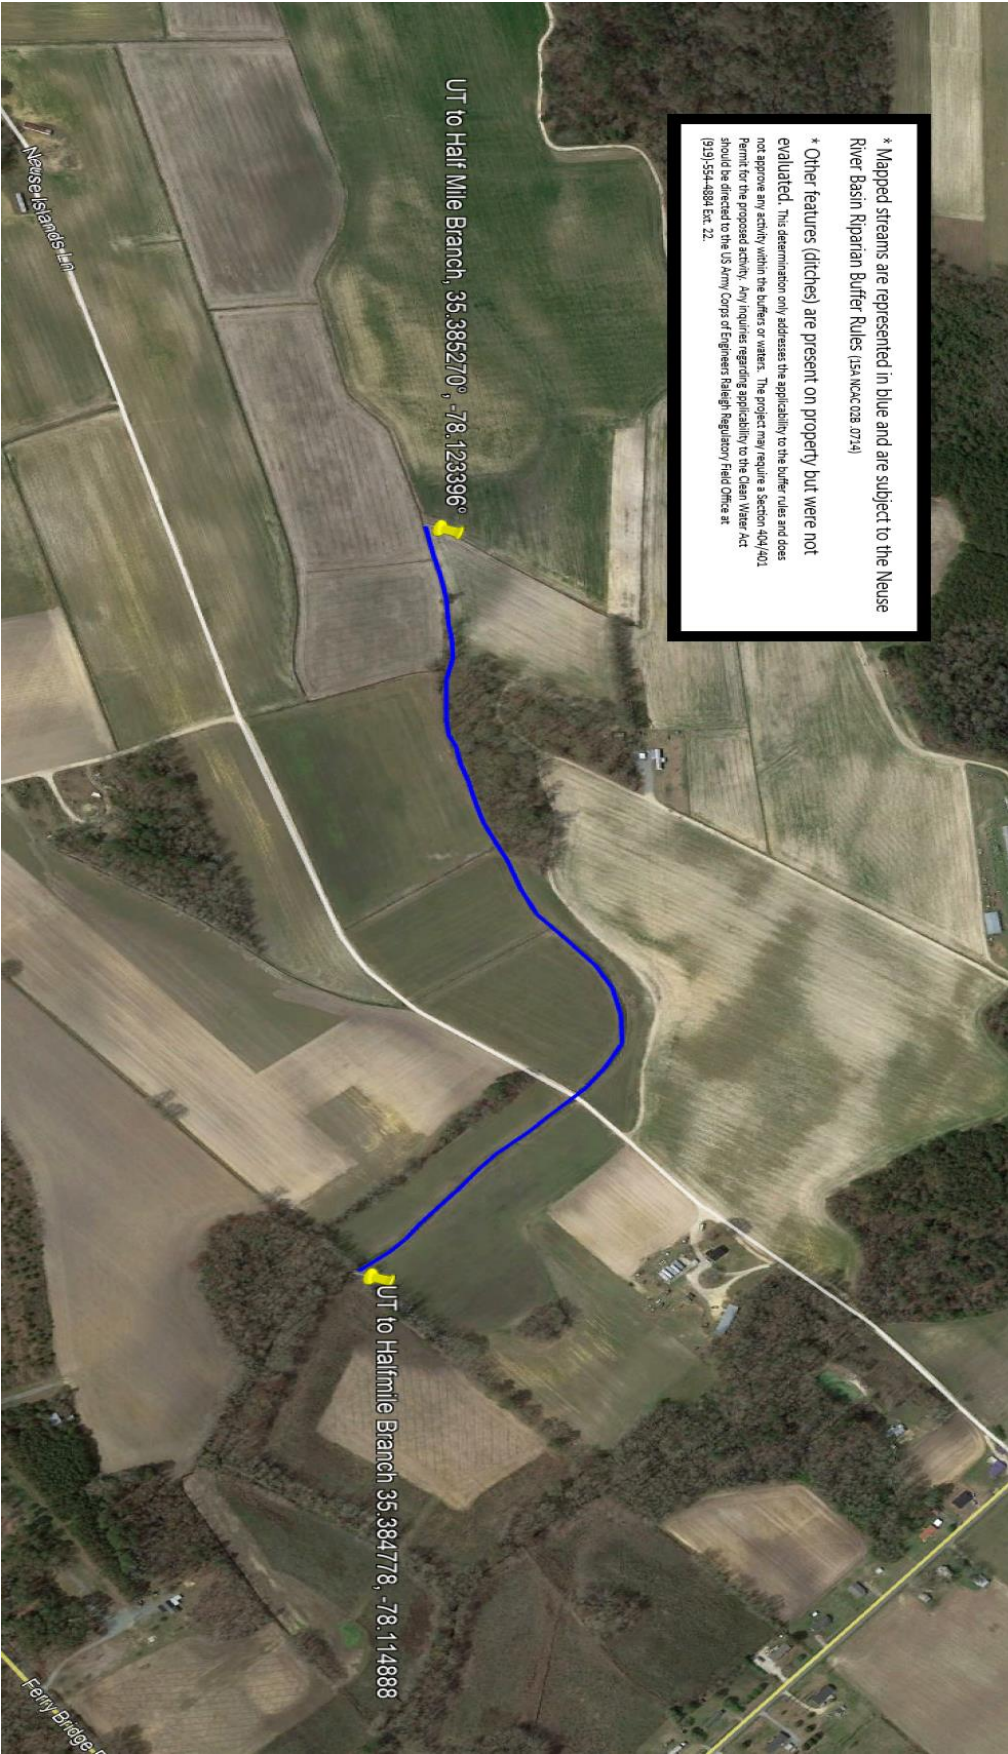 * Mapped streams are represented in blue and are subject to the Neuse
River Basin Riparian Buffer Rules (15A NCAC 02B .0714)
* Other features (ditches) are present on property but were not
evaluated. This determination only addresses the applicability to the buffer rules and does
not approve any activity within the buffers or waters. The project may require a Section 404/401
Permit for the proposed activity. Any inquiries regarding applicability to the Clean Water Act
should be directed to the US Army Corps of Engineers Raleigh Regulatory Field Office at
(919)-554-4884 Ext. 22.
UT to Half Mile Branch, 35.385270°, -78.123396°
UT to Halfmile Branch 35.384778, -78.114888
Neuse Islands Ln
Ferry Bridge